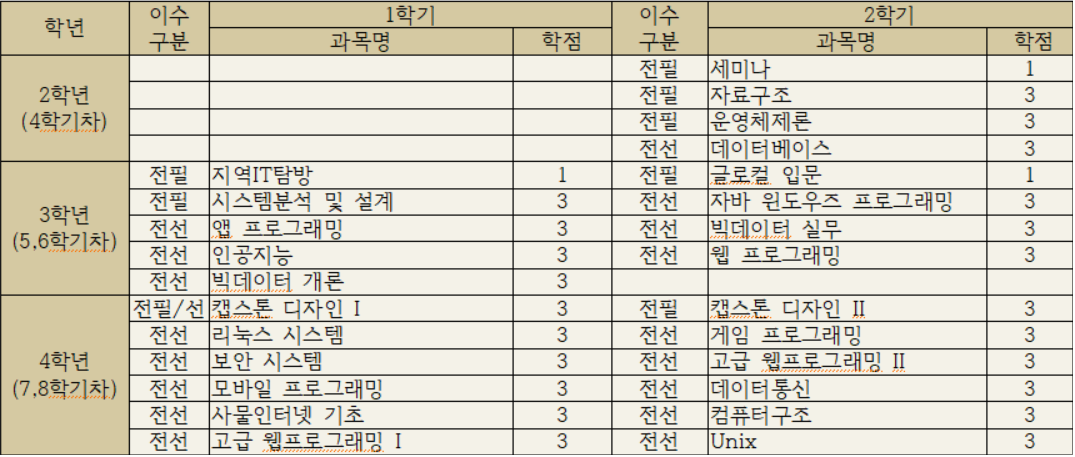 학년 이수 구분 1학기 이수 구분 2학기
과목명 학점 과목명 학점
2학년 (4학기차) 전필 세미나 1
전필 자료구조 3
전필 운영체제론 3
전선 데이터베이스 3
3학년 (5,6학기차) 전필 지역IT탐방 1 전필 글로컬 입문 1
전필 시스템분석 및 설계 3 전선 자바 윈도우즈 프로그래밍 3
전선 앱 프로그래밍 3 전선 빅데이터 실무 3
전선 인공지능 3 전선 웹 프로그래밍 3
전선 빅데이터 개론 3
4학년 (7,8학기차) 전필/선 캡스톤 디자인 I 3 전필 캡스톤 디자인 II 3
전선 리눅스 시스템 3 전선 게임 프로그래밍 3
전선 보안 시스템 3 전선 고급 웹프로그래밍 II 3
전선 모바일 프로그래밍 3 전선 데이터통신 3
전선 사물인터넷 기초 3 전선 컴퓨터구조 3
전선 고급 웹프로그래밍 I 3 전선 Unix 3